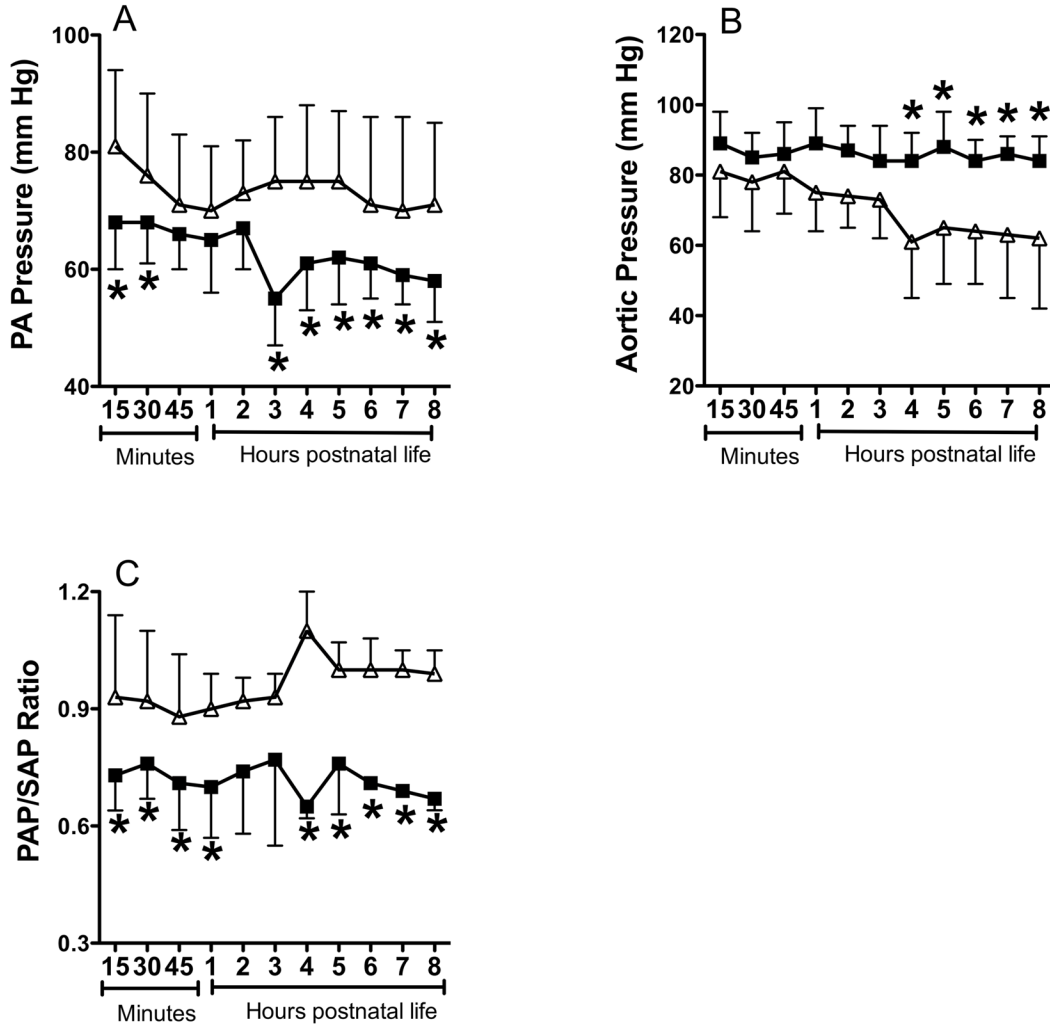 A
PA Pressure (mm Hg)
100
80
60
40
* * * * * * * *
15 30 45 1 2 3 4 5 6 7 8
Minutes
Hours postnatal life
B
Aortic Pressure (mm Hg)
120
100
80
60
40
20
* * * * *
15 30 45 1 2 3 4 5 6 7 8
Minutes
Hours postnatal life
C
PAP/SAP Ratio
1.2
0.9
0.6
0.3
* * * * * * * * *
15 30 45 1 2 3 4 5 6 7 8
Minutes
Hours postnatal life